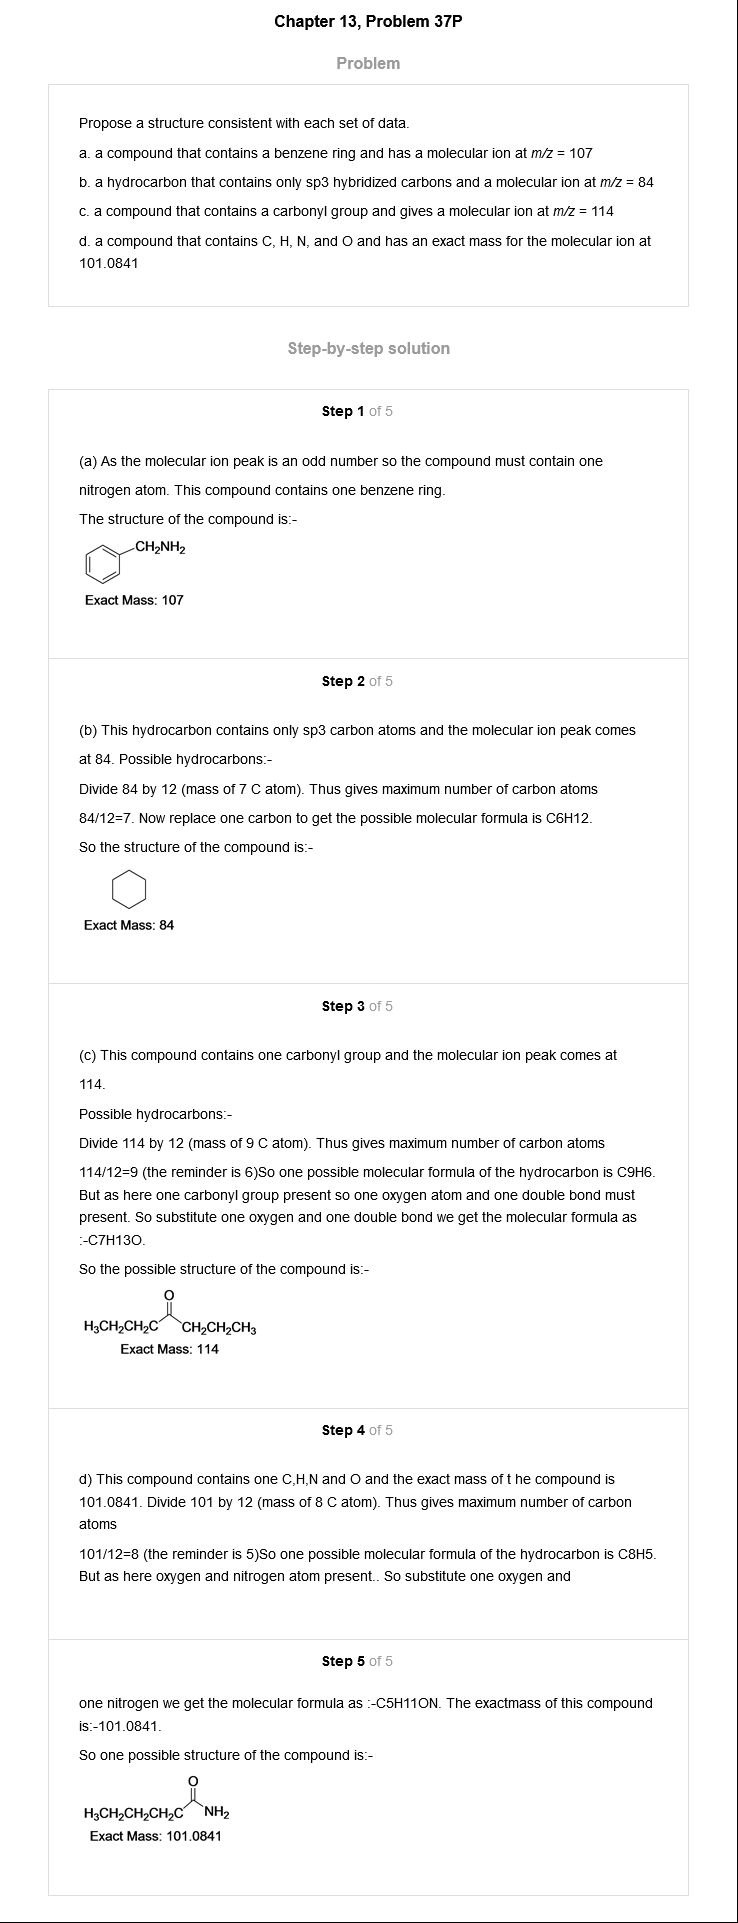 Chapter 13, Problem 37P
Problem
Propose a structure consistent with each set of data.
a. a compound that contains a benzene ring and has a molecular ion at m/z = 107
b. a hydrocarbon that contains only sp3 hybridized carbons and a molecular ion at m/z = 84
c. a compound that contains a carbonyl group and gives a molecular ion at m/z = 114
d. a compound that contains C, H, N, and O and has an exact mass for the molecular ion at
101.0841
Step-by-step solution
Step 1 of 5
(a) As the molecular ion peak is an odd number so the compound must contain one
nitrogen atom. This compound contains one benzene ring.
The structure of the compound is:-
CH₂NH₂
Exact Mass: 107
Step 2 of 5
(b) This hydrocarbon contains only sp3 carbon atoms and the molecular ion peak comes
at 84. Possible hydrocarbons:-
Divide 84 by 12 (mass of 7 C atom). Thus gives maximum number of carbon atoms
84/12=7. Now replace one carbon to get the possible molecular formula is C6H12.
So the structure of the compound is:-
Exact Mass: 84
Step 3 of 5
(c) This compound contains one carbonyl group and the molecular ion peak comes at
114.
Possible hydrocarbons:-
Divide 114 by 12 (mass of 9 C atom). Thus gives maximum number of carbon atoms
114/12=9 (the reminder is 6)So one possible molecular formula of the hydrocarbon is C9H6.
But as here one carbonyl group present so one oxygen atom and one double bond must
present. So substitute one oxygen and one double bond we get the molecular formula as
:-C7H13O.
So the possible structure of the compound is:-
O
H₃CH₂CH₂C CH₂CH₂CH₃
Exact Mass: 114
Step 4 of 5
d) This compound contains one C,H,N and O and the exact mass of t he compound is
101.0841. Divide 101 by 12 (mass of 8 C atom). Thus gives maximum number of carbon
atoms
101/12=8 (the reminder is 5)So one possible molecular formula of the hydrocarbon is C8H5.
But as here oxygen and nitrogen atom present.. So substitute one oxygen and
Step 5 of 5
one nitrogen we get the molecular formula as :-C5H11ON. The exactmass of this compound
is:-101.0841.
So one possible structure of the compound is:-
O
H₃CH₂CH₂CH₂C NH₂
Exact Mass: 101.0841